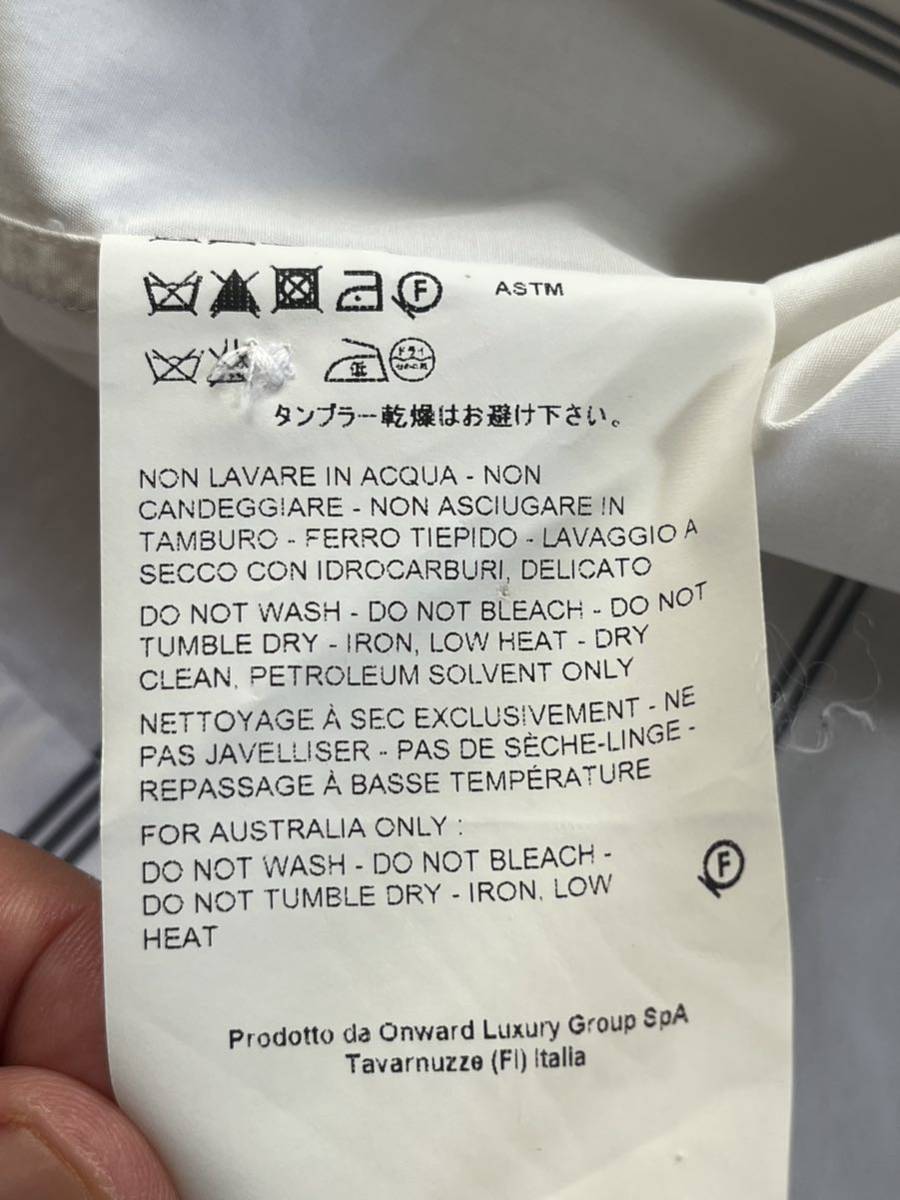 F ASTM
低 ドライ
タンブラー乾燥はお避け下さい。
NON LAVARE IN ACQUA - NON
CANDEGGIARE - NON ASCIUGARE IN
TAMBURO - FERRO TIEPIDO - LAVAGGIO A
SECCO CON IDROCARBURI, DELICATO
DO NOT WASH - DO NOT BLEACH - DO NOT
TUMBLE DRY - IRON, LOW HEAT - DRY
CLEAN, PETROLEUM SOLVENT ONLY
NETTOYAGE À SEC EXCLUSIVEMENT - NE
PAS JAVELLISER - PAS DE SÈCHE-LINGE -
REPASSAGE À BASSE TEMPÉRATURE
FOR AUSTRALIA ONLY :
DO NOT WASH - DO NOT BLEACH -
DO NOT TUMBLE DRY - IRON, LOW
HEAT
F
Prodotto da Onward Luxury Group SpA
Tavarnuzze (FI) Italia